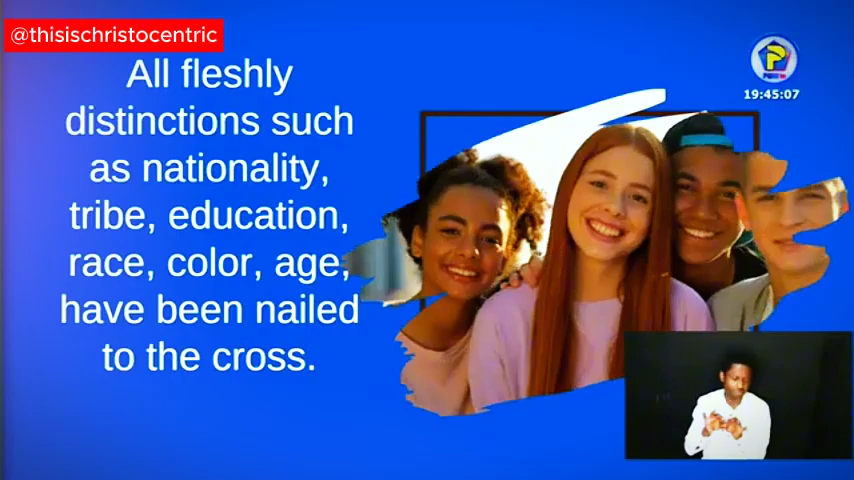 @thisischristocentric
All fleshly
distinctions such
as nationality,
tribe, education,
race, color, age,
have been nailed
to the cross.
P
19:45:07